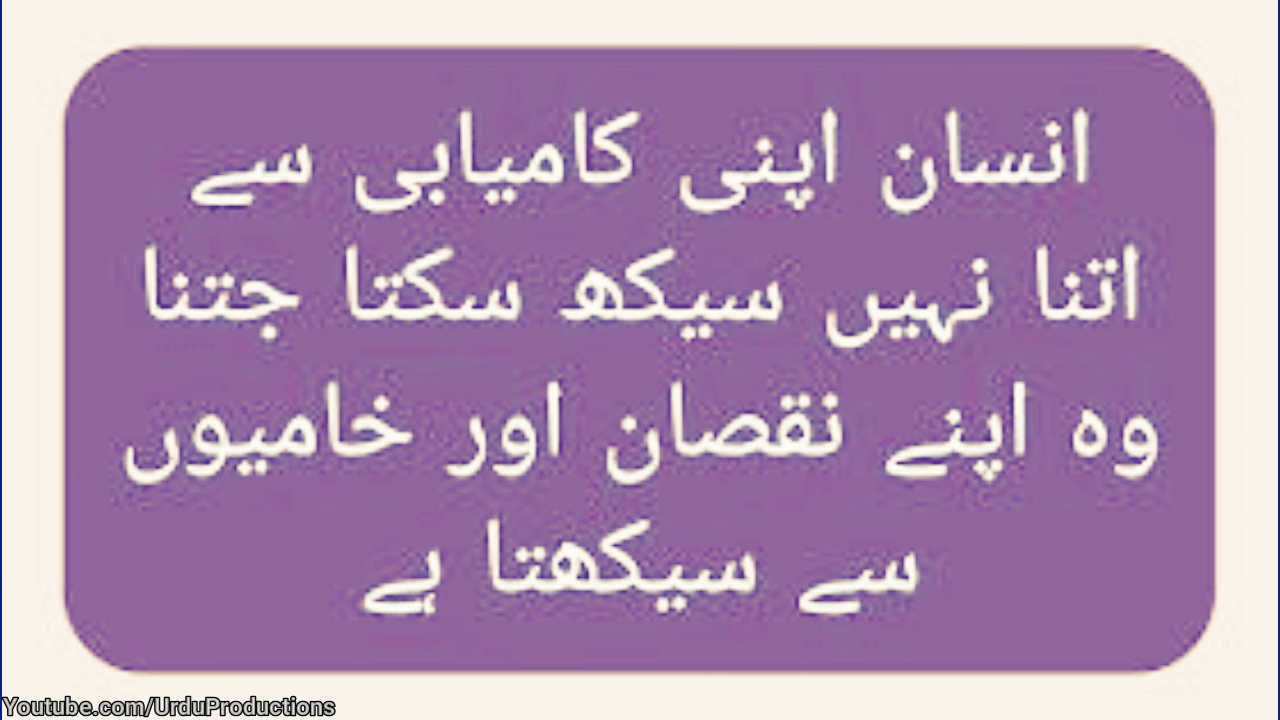 انسان اپنی کامیابی سے
اتنا نہیں سیکھ سکتا جتنا
وہ اپنے نقصان اور خامیوں
سے سیکھتا ہے
Youtube.com/UrduProductions